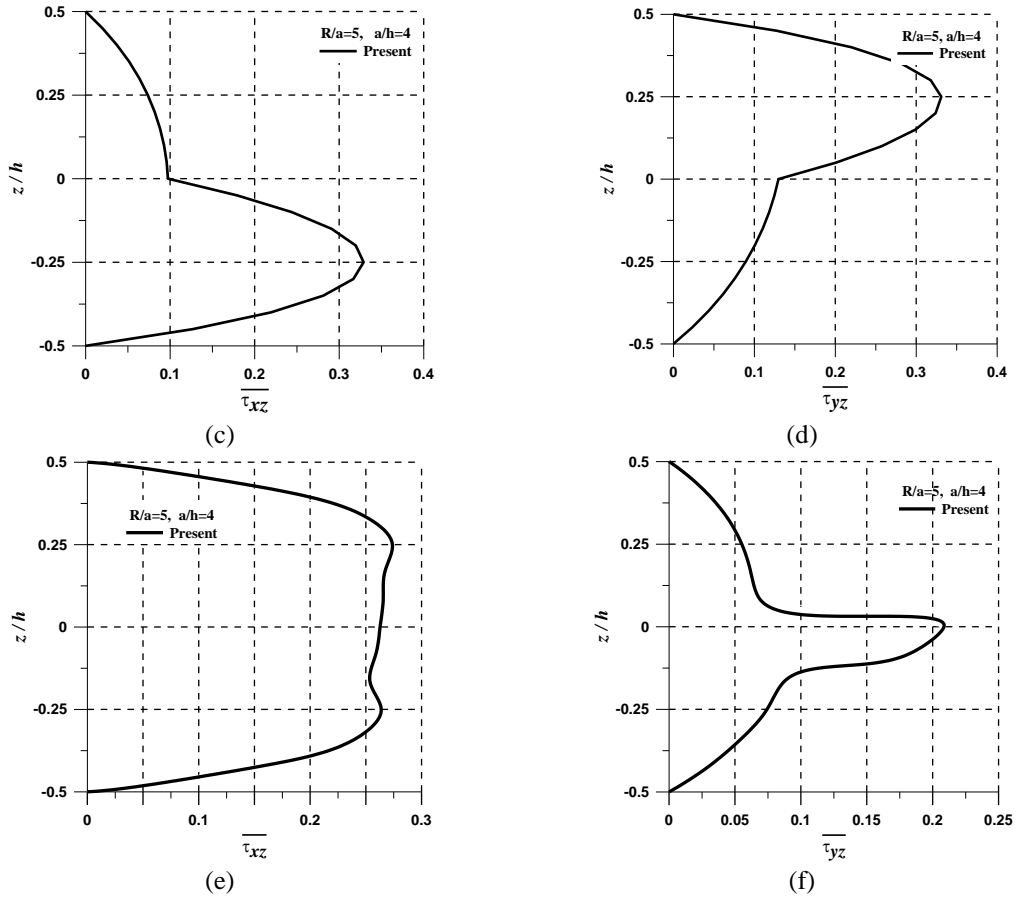 0.5
0.25
0
-0.25
-0.5
z / h
R/a=5, a/h=4
Present
0 0.1 0.2 0.3 0.4
τxz
(c)
0.5
0.25
0
-0.25
-0.5
z / h
R/a=5, a/h=4
Present
0 0.1 0.2 0.3 0.4
τyz
(d)
0.5
0.25
0
-0.25
-0.5
z / h
R/a=5, a/h=4
Present
0 0.1 0.2 0.3
τxz
(e)
0.5
0.25
0
-0.25
-0.5
z / h
R/a=5, a/h=4
Present
0 0.05 0.1 0.15 0.2 0.25
τyz
(f)